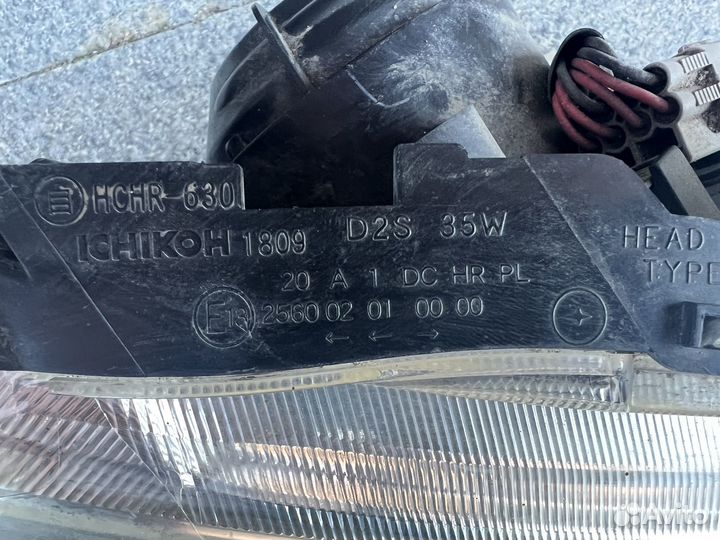 HCHR-630
ICHIKOH 1809 D2S 35W
20 A 1 DC HR PL
E13 2560 02 01 00 00
← ← →
HEAD
TYPE
Avito